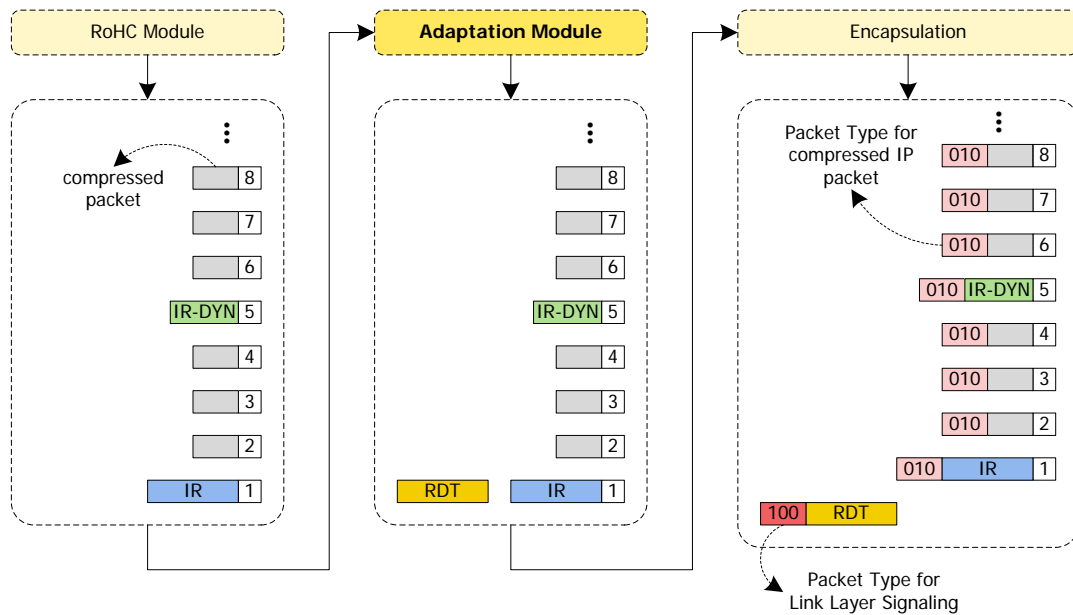 RoHC Module
Adaptation Module
Encapsulation
compressed
packet
8
7
6
IR-DYN 5
4
3
2
IR 1
8
7
6
IR-DYN 5
4
3
2
RDT IR 1
Packet Type for
compressed IP
packet
010 8
010 7
010 6
010 IR-DYN 5
010 4
010 3
010 2
010 IR 1
100 RDT
Packet Type for
Link Layer Signaling